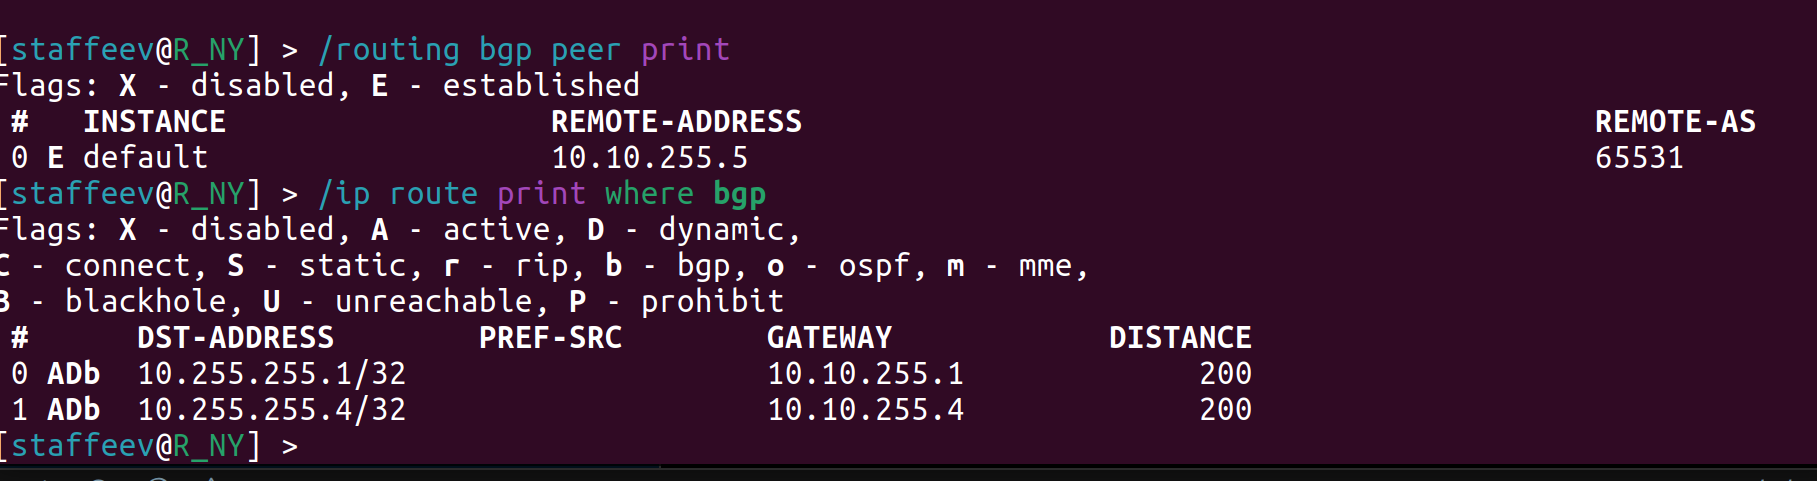 [staffeev@R_NY] > /routing bgp peer print
Flags: X - disabled, E - established
# INSTANCE REMOTE-ADDRESS REMOTE-AS
0 E default 10.10.255.5 65531
[staffeev@R_NY] > /ip route print where bgp
Flags: X - disabled, A - active, D - dynamic,
C - connect, S - static, r - rip, b - bgp, o - ospf, m - mme,
B - blackhole, U - unreachable, P - prohibit
# DST-ADDRESS PREF-SRC GATEWAY DISTANCE
0 ADb 10.255.255.1/32 10.10.255.1 200
1 ADb 10.255.255.4/32 10.10.255.4 200
[staffeev@R_NY] >